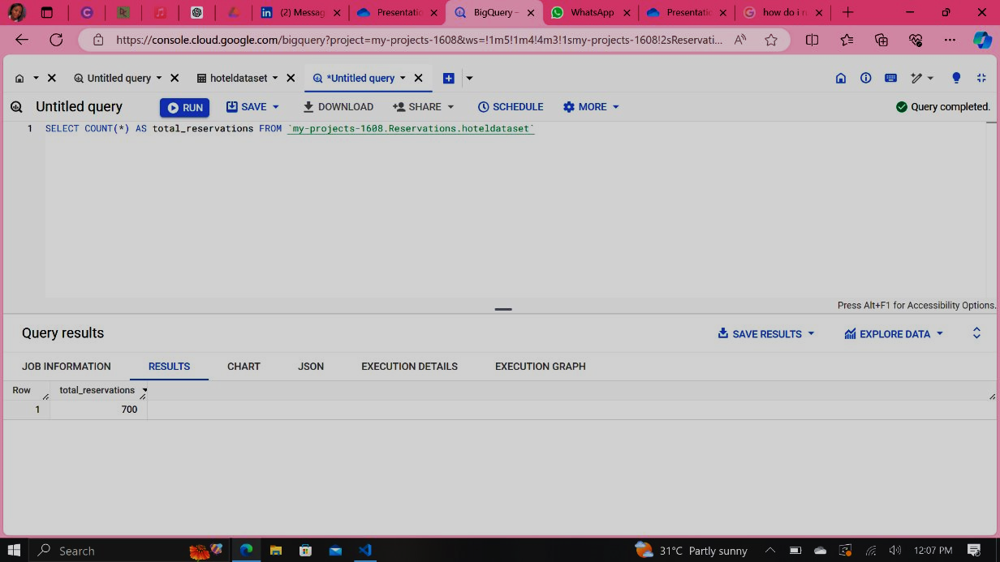 (2) Messag
Presentatio
BigQuery –
WhatsApp
Presentatio
how do i ru
https://console.cloud.google.com/bigquery?project=my-projects-1608&ws=!1m5!1m4!4m3!1smy-projects-1608!2sReservati...
Untitled query
hoteldataset
*Untitled query
Untitled query
RUN
SAVE
DOWNLOAD
SHARE
SCHEDULE
MORE
Query completed.
1 SELECT COUNT(*) AS total_reservations FROM `my-projects-1608.Reservations.hoteldataset`
Press Alt+F1 for Accessibility Options.
Query results
SAVE RESULTS
EXPLORE DATA
JOB INFORMATION
RESULTS
CHART
JSON
EXECUTION DETAILS
EXECUTION GRAPH
Row total_reservations
1 700
Search
31°C Partly sunny
12:07 PM